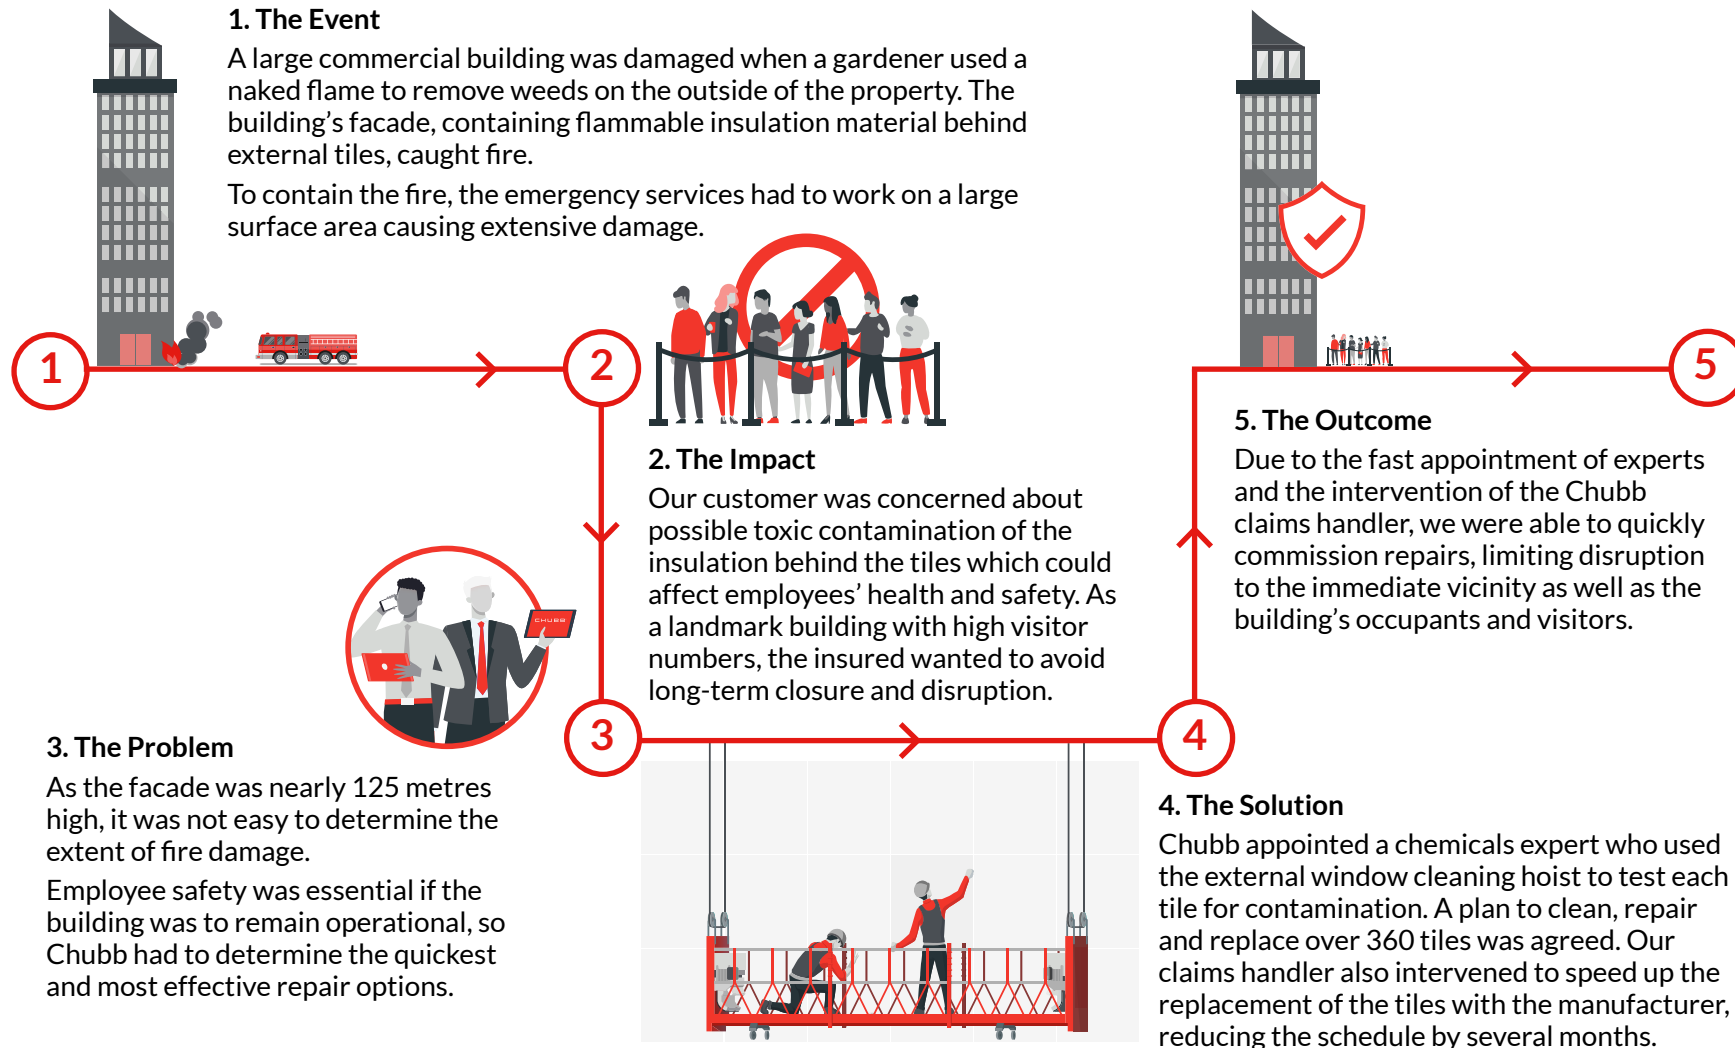 1. The Event
A large commercial building was damaged when a gardener used a
naked flame to remove weeds on the outside of the property. The
building’s facade, containing flammable insulation material behind
external tiles, caught fire.
To contain the fire, the emergency services had to work on a large
surface area causing extensive damage.
1
2
2. The Impact
Our customer was concerned about
possible toxic contamination of the
insulation behind the tiles which could
affect employees’ health and safety. As
a landmark building with high visitor
numbers, the insured wanted to avoid
long-term closure and disruption.
CHUBB
3
3. The Problem
As the facade was nearly 125 metres
high, it was not easy to determine the
extent of fire damage.
Employee safety was essential if the
building was to remain operational, so
Chubb had to determine the quickest
and most effective repair options.
4
4. The Solution
Chubb appointed a chemicals expert who used
the external window cleaning hoist to test each
tile for contamination. A plan to clean, repair
and replace over 360 tiles was agreed. Our
claims handler also intervened to speed up the
replacement of the tiles with the manufacturer,
reducing the schedule by several months.
5
5. The Outcome
Due to the fast appointment of experts
and the intervention of the Chubb
claims handler, we were able to quickly
commission repairs, limiting disruption
to the immediate vicinity as well as the
building’s occupants and visitors.